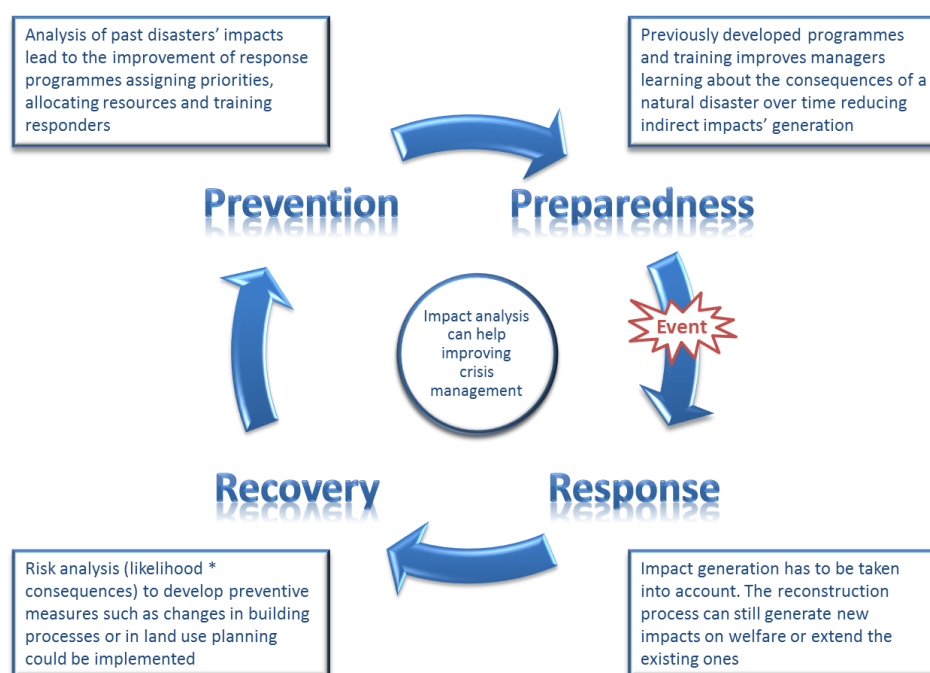 Analysis of past disasters’ impacts
lead to the improvement of response
programmes assigning priorities,
allocating resources and training
responders
Previously developed programmes
and training improves managers
learning about the consequences of a
natural disaster over time reducing
indirect impacts’ generation
Prevention
Preparedness
Impact analysis
can help
improving
crisis
management
Event
Recovery
Response
Risk analysis (likelihood *
consequences) to develop preventive
measures such as changes in building
processes or in land use planning
could be implemented
Impact generation has to be taken
into account. The reconstruction
process can still generate new
impacts on welfare or extend the
existing ones